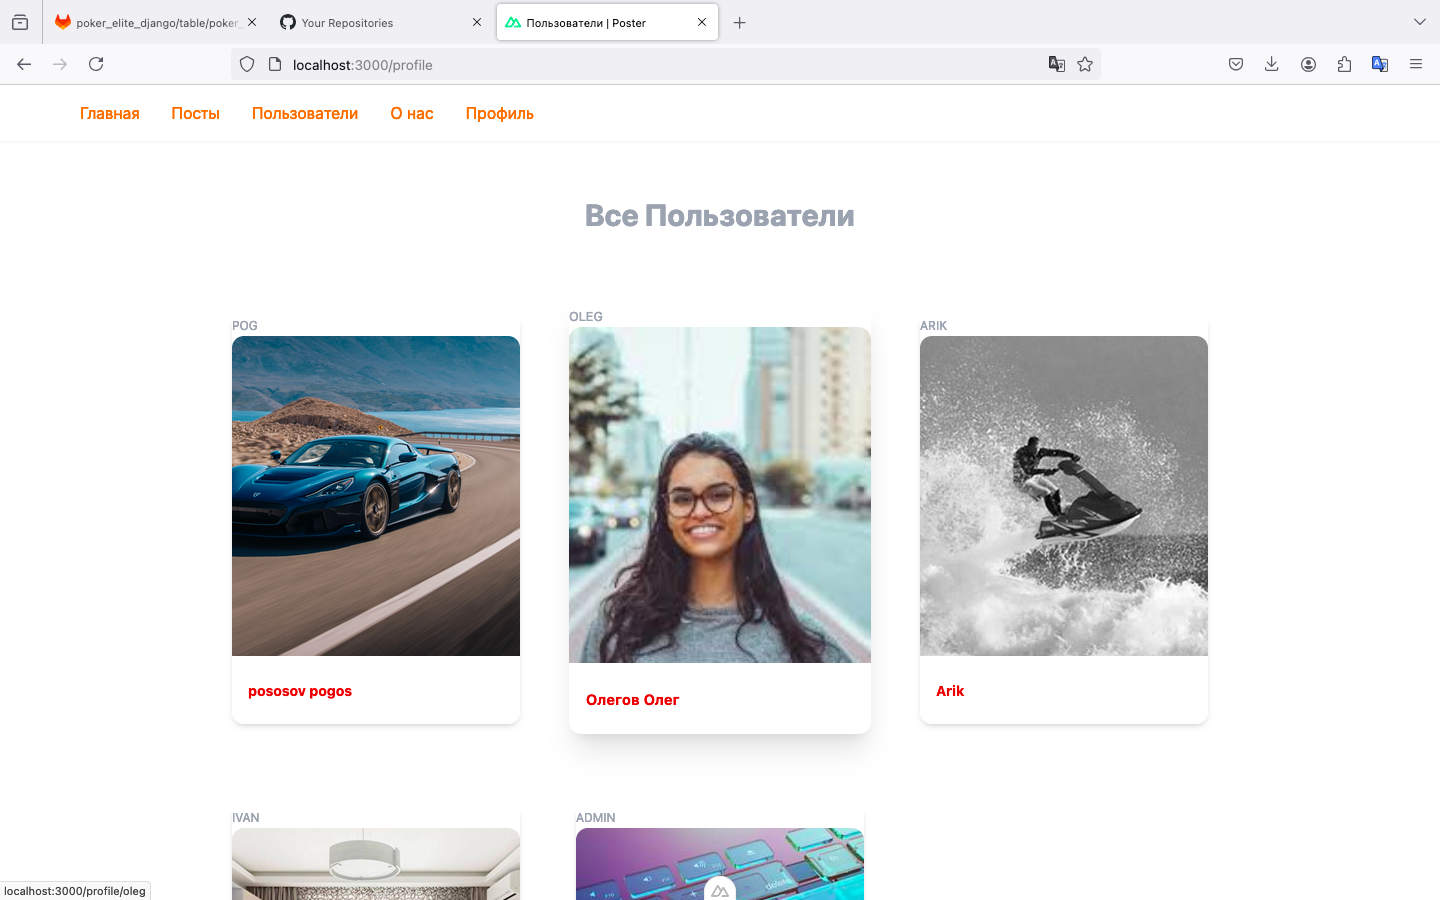 poker_elite_django/table/poker_
Your Repositories
Пользователи | Poster
localhost:3000/profile
Главная
Посты
Пользователи
О нас
Профиль
Все Пользователи
POG
OLEG
ARIK
pososov pogos
Олегов Олег
Arik
IVAN
ADMIN
delete
localhost:3000/profile/oleg